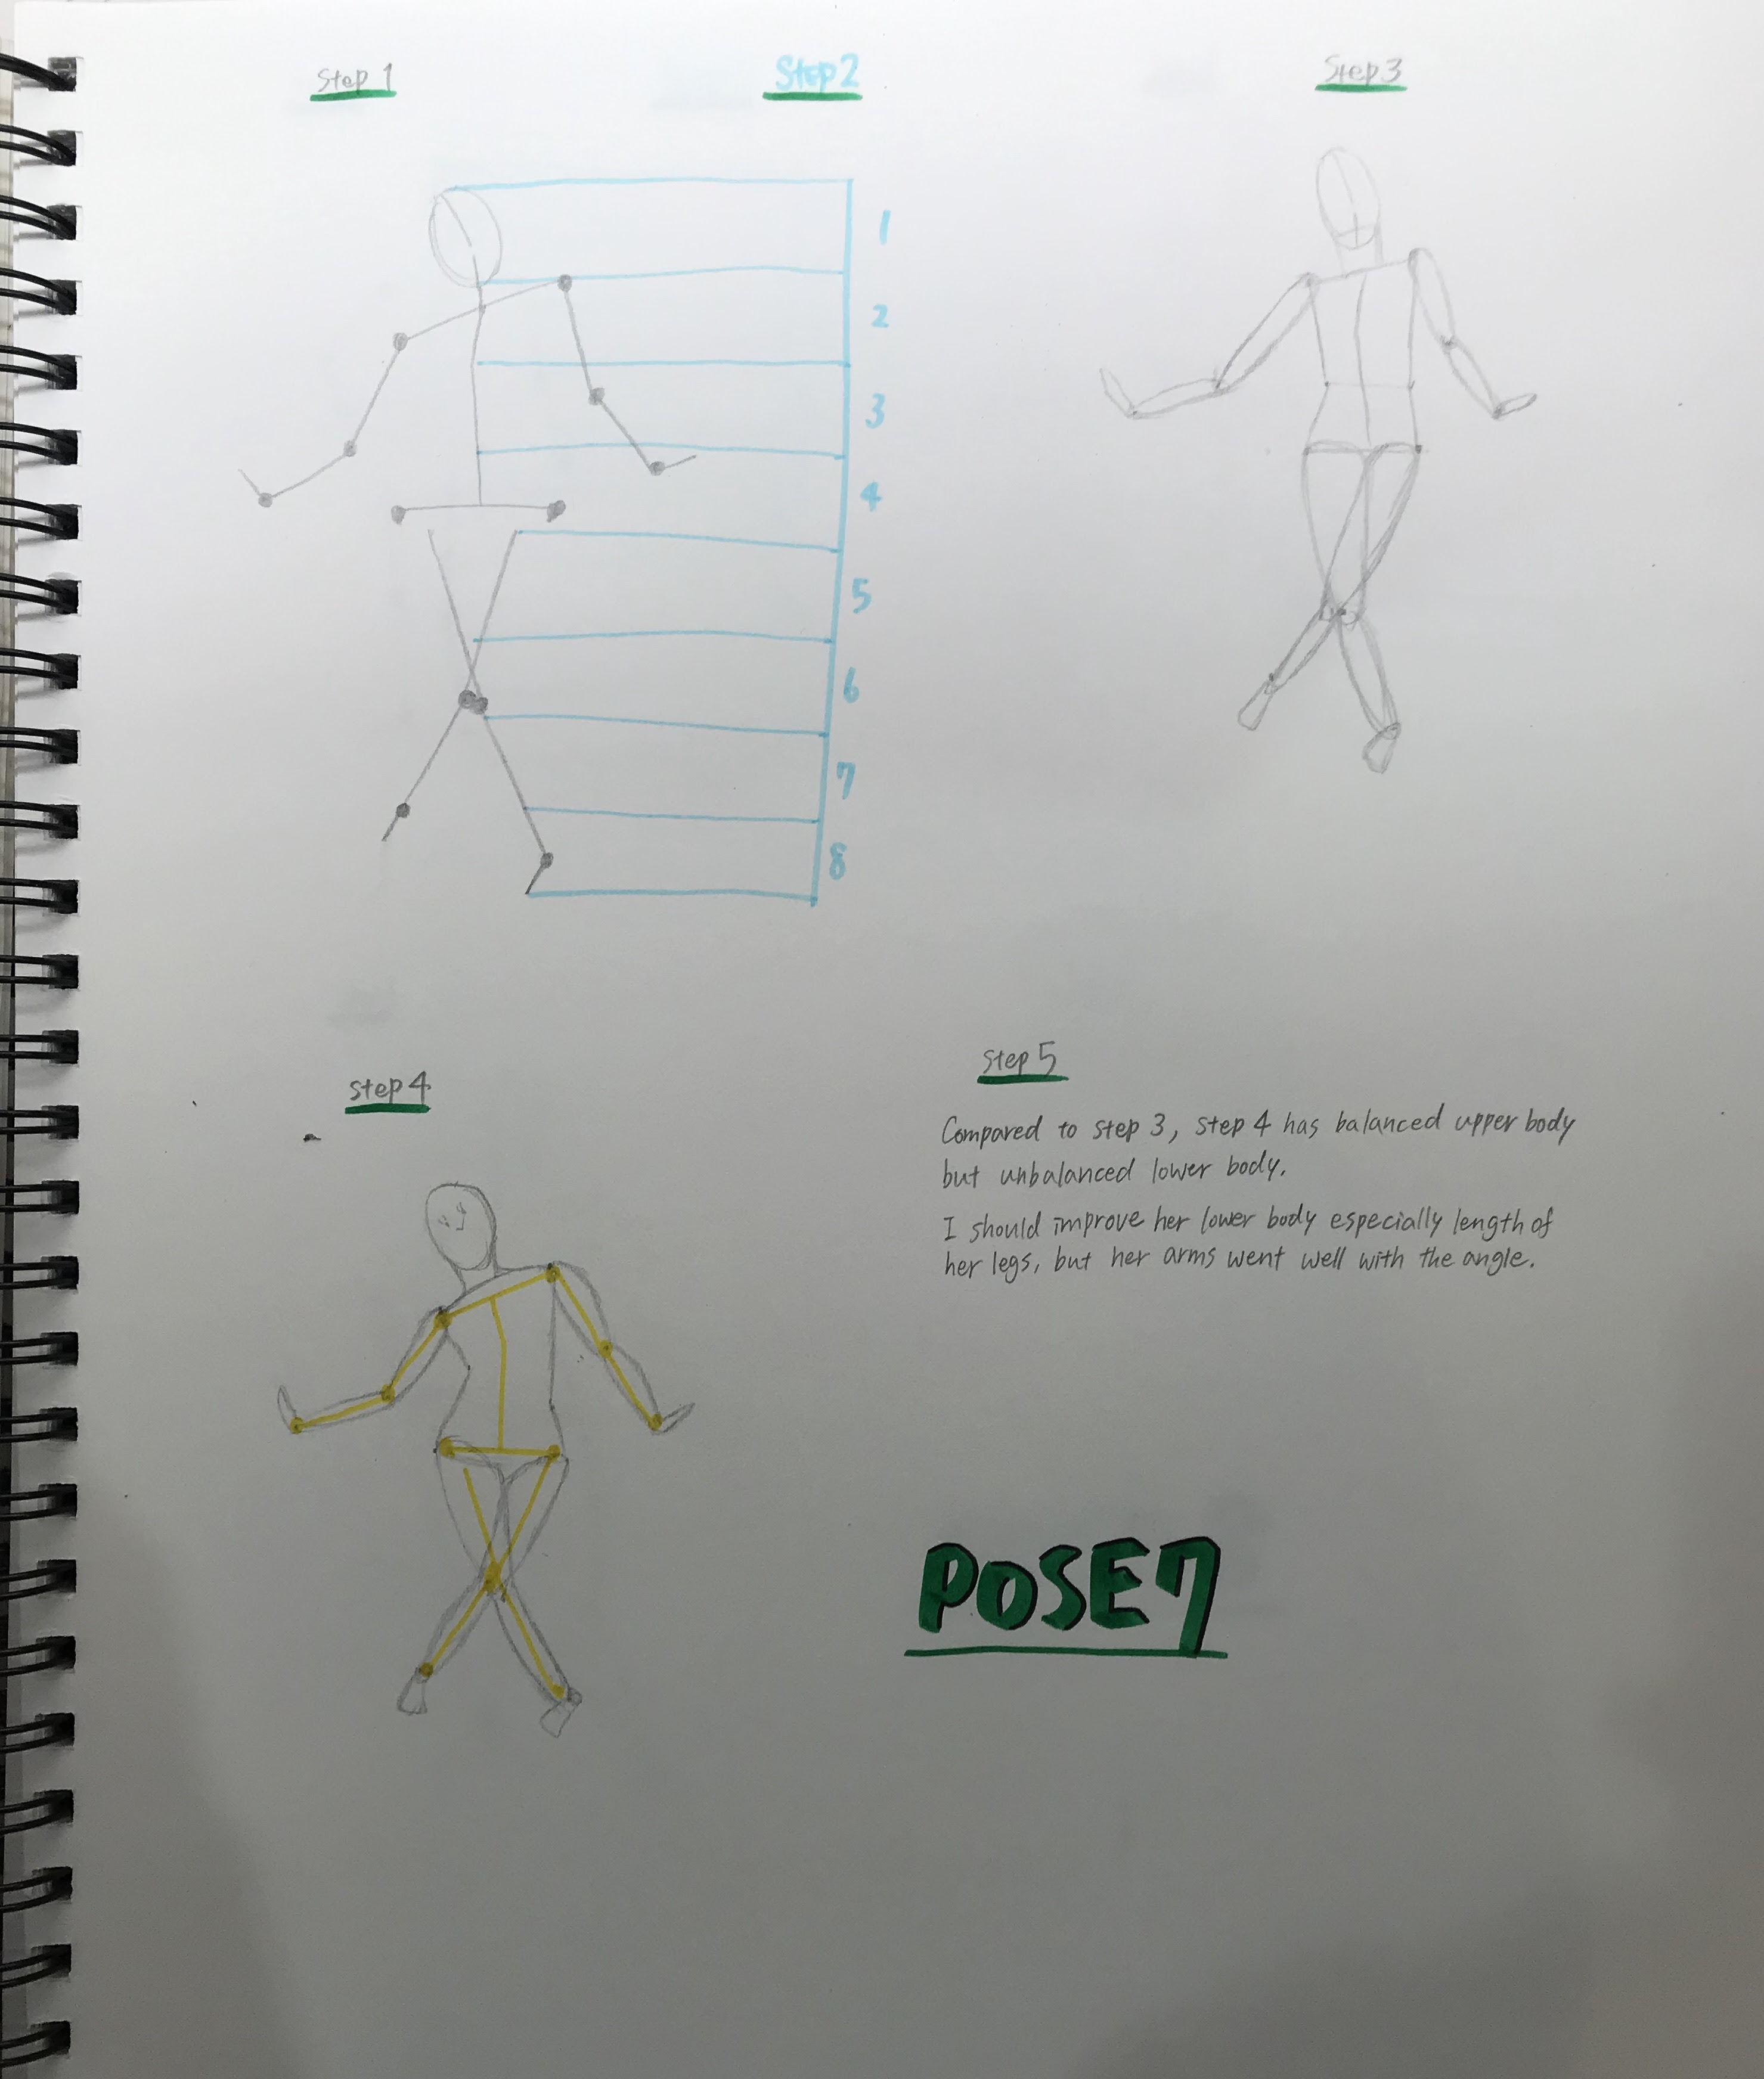 Step 1
Step 2
Step 3
1
2
3
4
5
6
7
8
Step 4
Step 5
Compared to step 3, step 4 has balanced upper body
but unbalanced lower body.
I should improve her lower body especially length of
her legs, but her arms went well with the angle.
POSE7